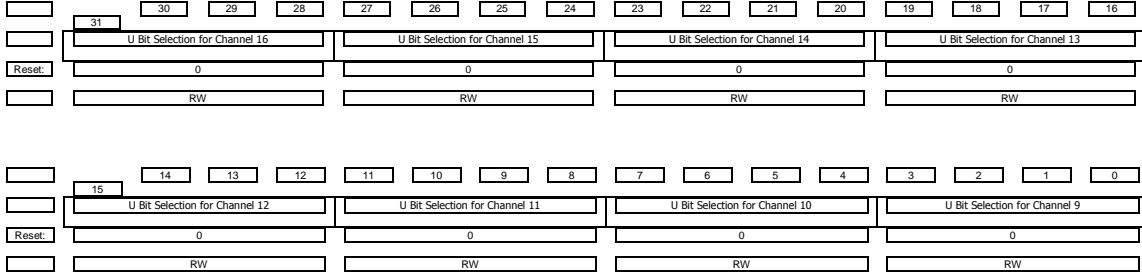 31 30 29 28 27 26 25 24 23 22 21 20 19 18 17 16
U Bit Selection for Channel 16 U Bit Selection for Channel 15 U Bit Selection for Channel 14 U Bit Selection for Channel 13
Reset: 0 0 0 0
RW RW RW RW
15 14 13 12 11 10 9 8 7 6 5 4 3 2 1 0
U Bit Selection for Channel 12 U Bit Selection for Channel 11 U Bit Selection for Channel 10 U Bit Selection for Channel 9
Reset: 0 0 0 0
RW RW RW RW